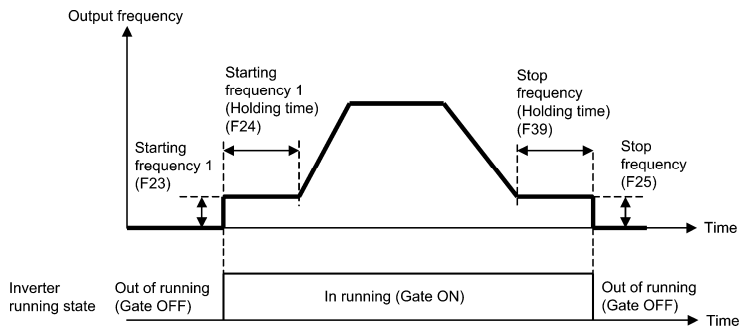 Output frequency
Starting
frequency 1
(Holding time)
(F24)
Stop
frequency
(Holding time)
(F39)
Starting
frequency 1
(F23)
Stop
frequency
(F25)
Time
Inverter
running state
Out of running
(Gate OFF)
In running (Gate ON)
Out of running
(Gate OFF)
Time